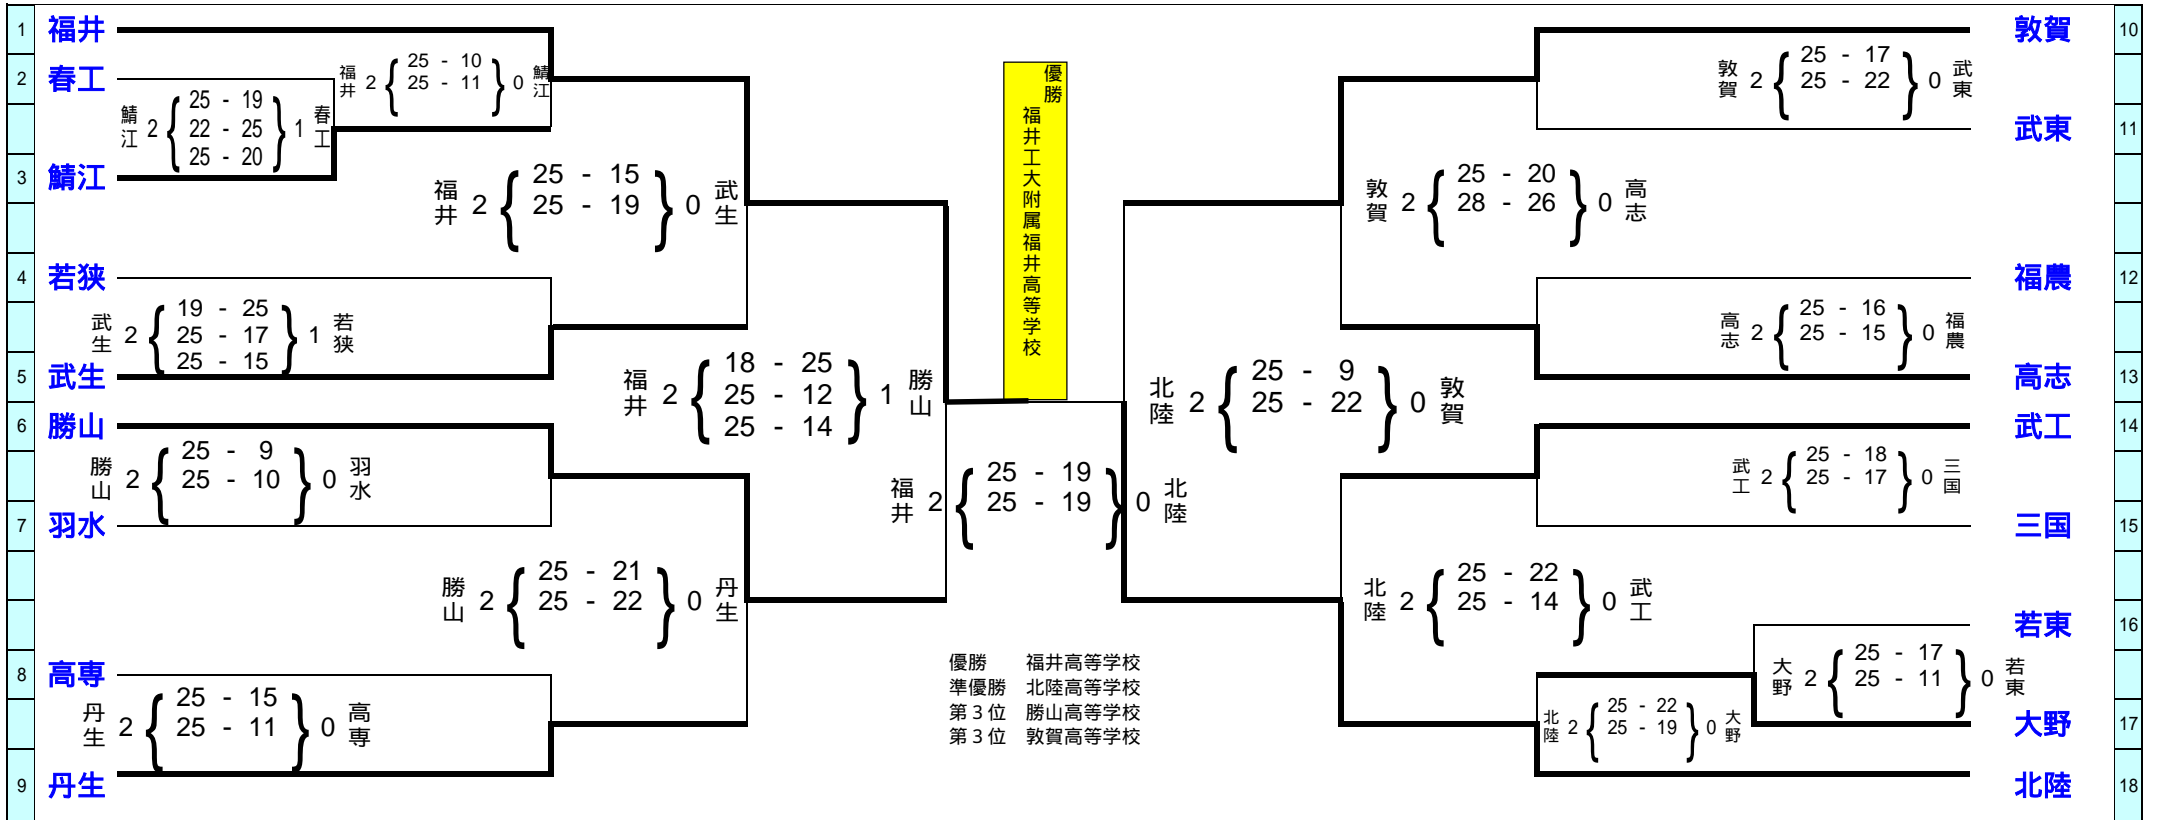 1 福井
2 春工
3 鯖江
4 若狭
5 武生
6 勝山
7 羽水
8 高専
9 丹生
福井 2 { 25 - 10 } 0 鯖江
25 - 11
鯖江 2 { 25 - 19 } 1 春工
22 - 25
25 - 20
福井 2 { 25 - 15 } 0 武生
25 - 19
武生 2 { 19 - 25 } 1 若狭
25 - 17
25 - 15
福井 2 { 18 - 25 } 1 勝山
25 - 12
25 - 14
勝山 2 { 25 - 9 } 0 羽水
25 - 10
勝山 2 { 25 - 21 } 0 丹生
25 - 22
丹生 2 { 25 - 15 } 0 高専
25 - 11
優勝
福井工大附属福井高等学校
福井 2 { 25 - 19 } 0 北陸
25 - 19
優勝 福井高等学校
準優勝 北陸高等学校
第3位 勝山高等学校
第3位 敦賀高等学校
敦賀 2 { 25 - 17 } 0 武東
25 - 22
敦賀 2 { 25 - 20 } 0 高志
28 - 26
高志 2 { 25 - 16 } 0 福農
25 - 15
北陸 2 { 25 - 9 } 0 敦賀
25 - 22
武工 2 { 25 - 18 } 0 三国
25 - 17
北陸 2 { 25 - 22 } 0 武工
25 - 14
大野 2 { 25 - 17 } 0 若東
25 - 11
北陸 2 { 25 - 22 } 0 大野
25 - 19
敦賀 10
武東 11
福農 12
高志 13
武工 14
三国 15
若東 16
大野 17
北陸 18